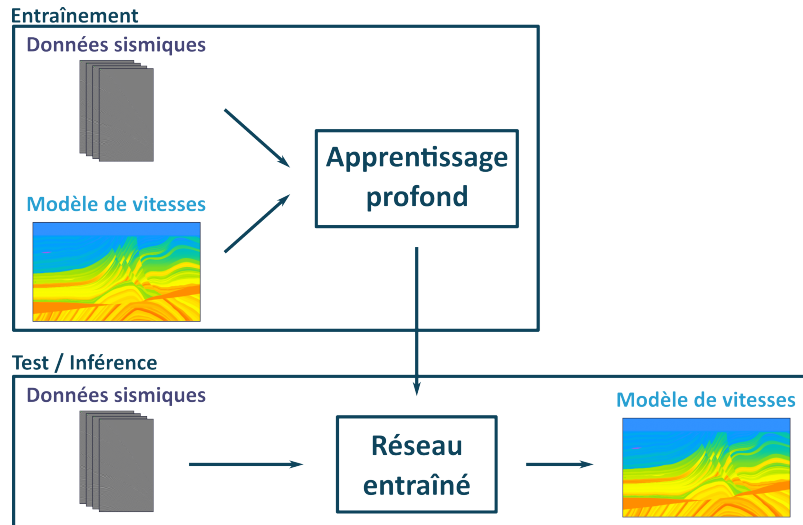 Entraînement
Données sismiques
Apprentissage
profond
Modèle de vitesses
Test / Inférence
Données sismiques
Modèle de vitesses
Réseau
entraîné